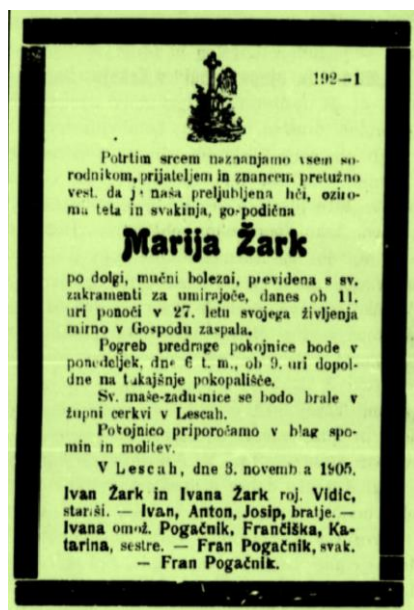 192—1
Potrtim srcem naznanjamo vsem so-
rodnikom, prijateljem in znancem pretužno
vest, da je naša preljubljena hči, oziro-
ma teta in svakinja, gospodična
Marija Žark
po dolgi, mučni bolezni, previdena s sv.
zakramenti za umirajoče, danes ob 11.
uri ponoči v 27. letu svojega življenja
mirno v Gospodu zaspala.
Pogreb predrage pokojnice bode v
ponedeljek, dne 6 t. m., ob 9. uri dopol-
dne na tukajšnje pokopališče.
Sv. maše-zadušnice se bodo brale v
župni cerkvi v Lescah.
Pokojnico priporočamo v blag spo-
min in molitev.
V Lescah, dne 3. novemb a 1905.
Ivan Žark in Ivana Žark roj. Vidic,
stariši. — Ivan, Anton, Josip, bratje. —
Ivana omož. Pogačnik, Frančiška, Ka-
tarina, sestre. — Fran Pogačnik, svak.
— Fran Pogačnik.